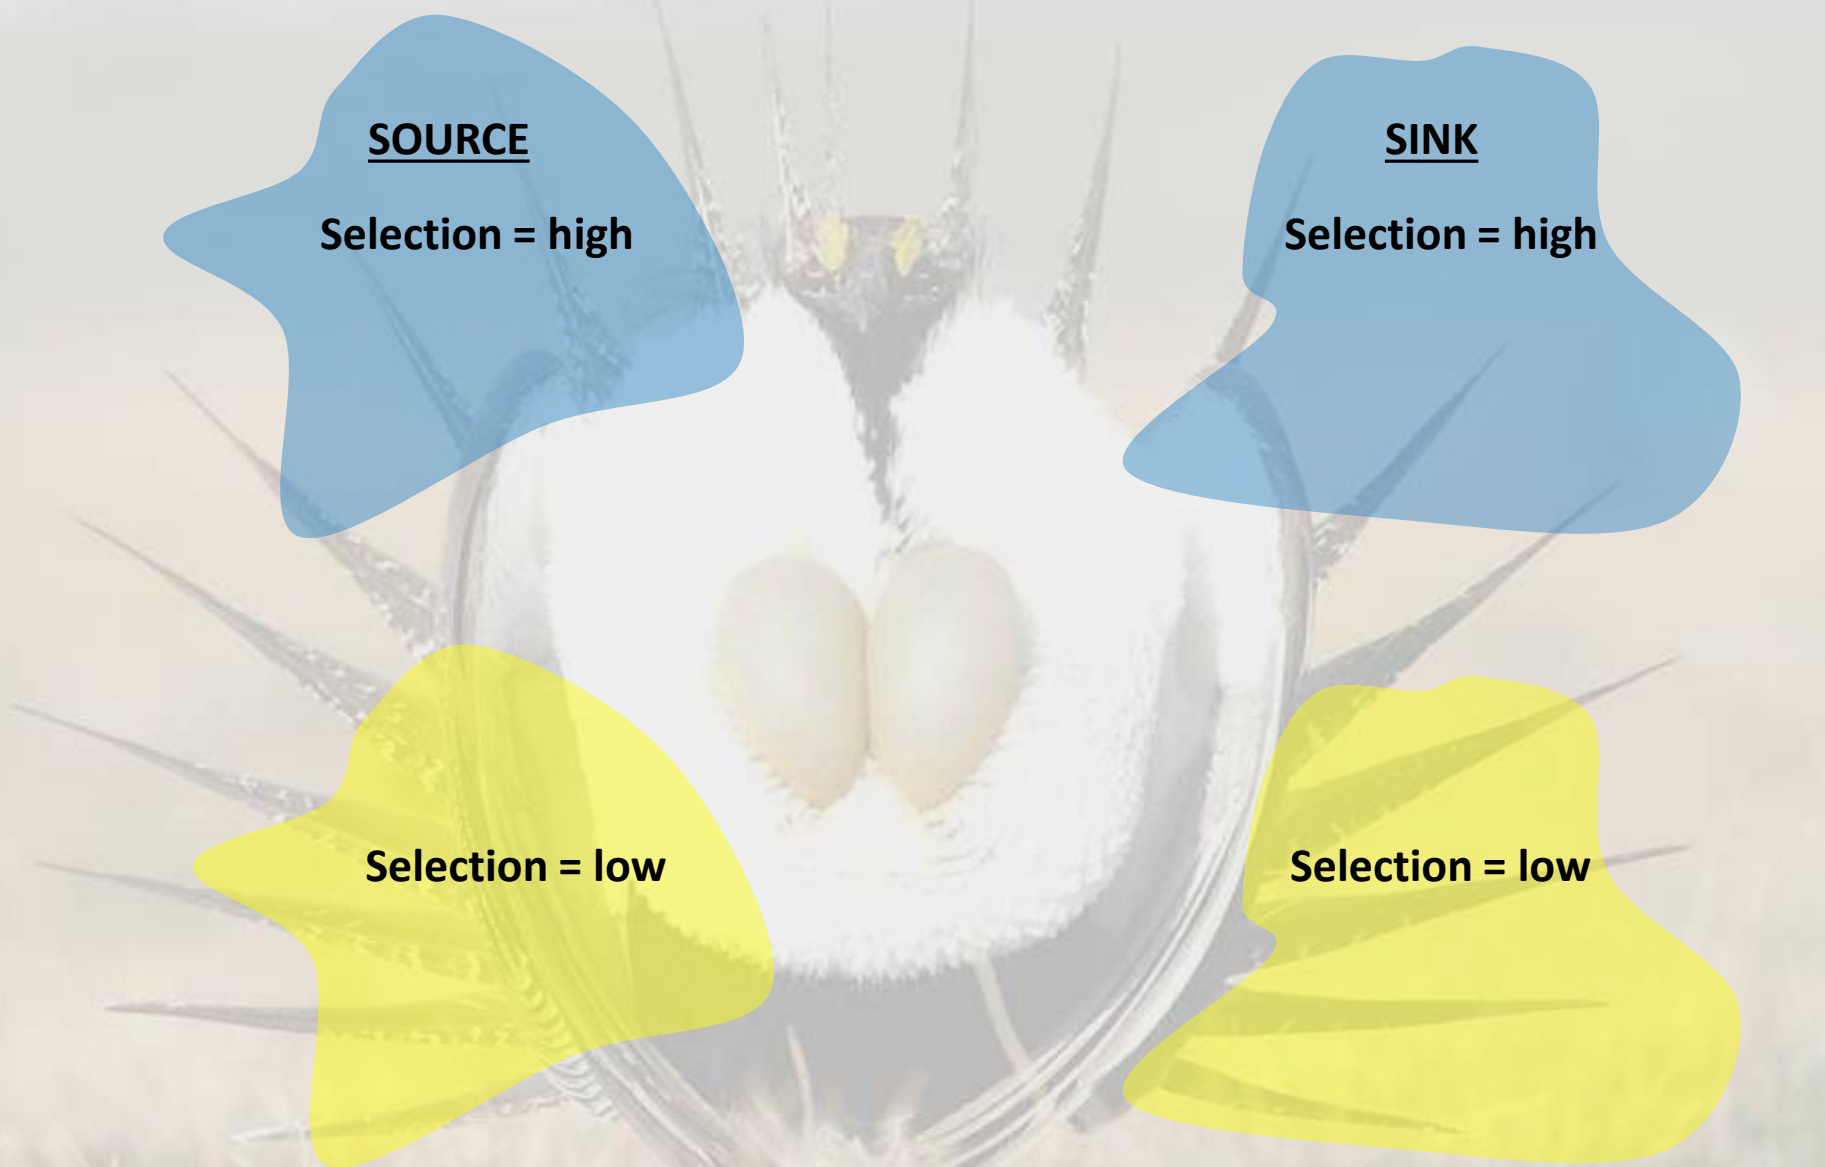 SOURCE
Selection = high
SINK
Selection = high
Selection = low
Selection = low